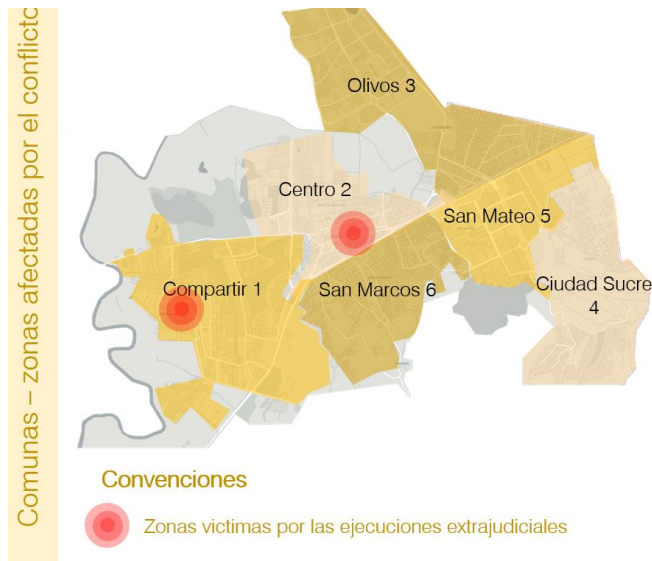 Comunas – zonas afectadas por el conflicto
Olivos 3
Centro 2
San Mateo 5
Compartir 1
San Marcos 6
Ciudad Sucre
4
Convenciones
Zonas victimas por las ejecuciones extrajudiciales